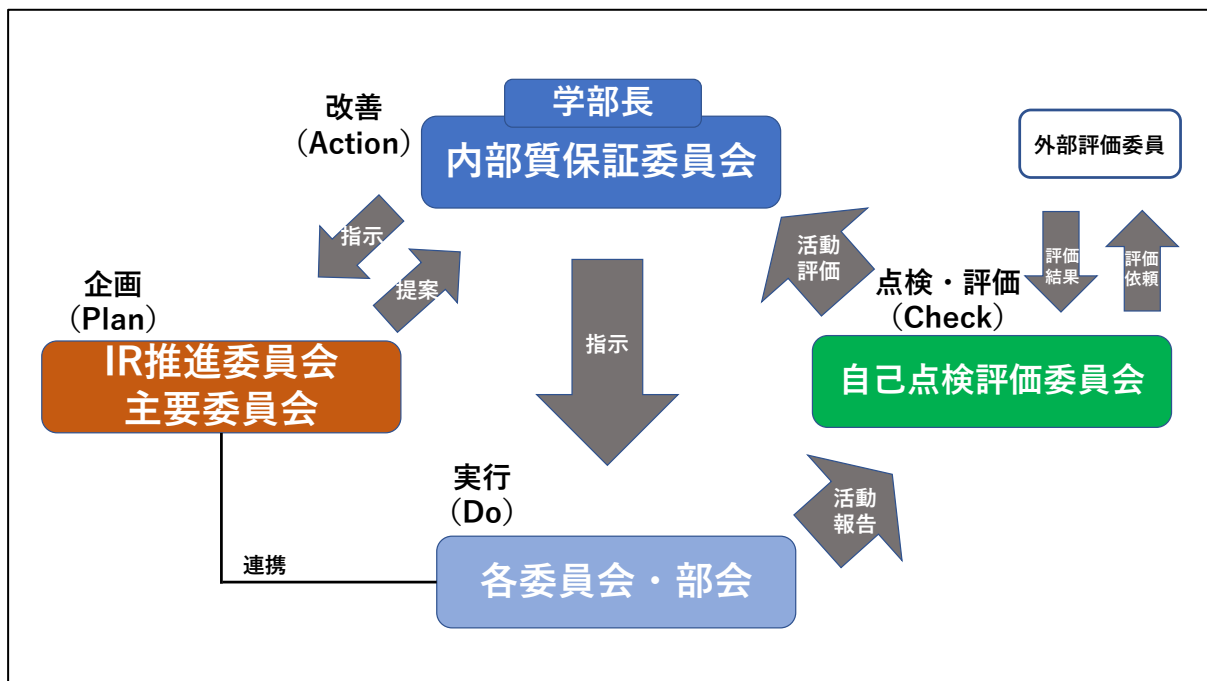 学部長
改善
（Action）
内部質保証委員会
外部評価委員
指示
提案
活動
評価
評価
結果
評価
依頼
企画
（Plan）
点検・評価
（Check）
IR推進委員会
主要委員会
指示
自己点検評価委員会
実行
（Do）
活動
報告
連携
各委員会・部会